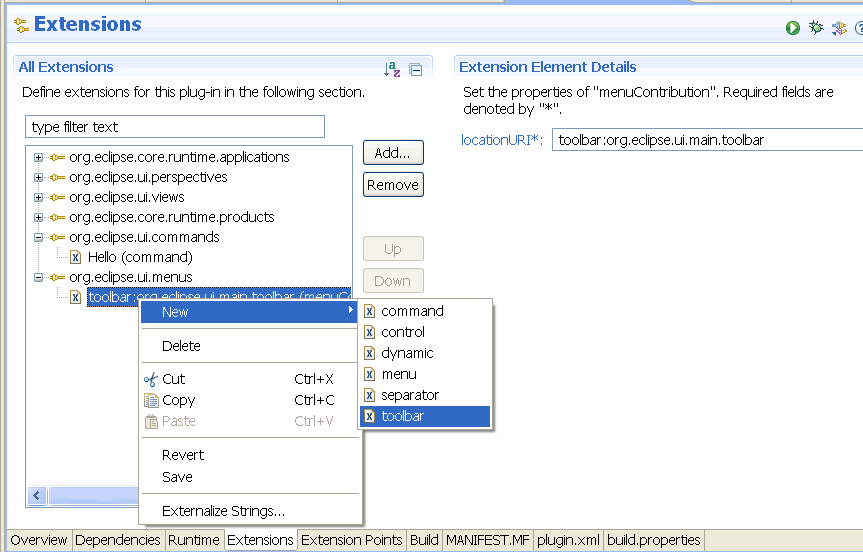 Extensions
All Extensions
Define extensions for this plug-in in the following section.
type filter text
org.eclipse.core.runtime.applications
org.eclipse.ui.perspectives
org.eclipse.ui.views
org.eclipse.core.runtime.products
org.eclipse.ui.commands
Hello (command)
org.eclipse.ui.menus
toolbar:org.eclipse.ui.main.toolbar (menuCo
Add...
Remove
Up
Down
New
Delete
Cut Ctrl+X
Copy Ctrl+C
Paste Ctrl+V
Revert
Save
Externalize Strings...
command
control
dynamic
menu
separator
toolbar
Extension Element Details
Set the properties of "menuContribution". Required fields are
denoted by "*".
locationURI*: toolbar:org.eclipse.ui.main.toolbar
Overview Dependencies Runtime Extensions Extension Points Build MANIFEST.MF plugin.xml build.properties